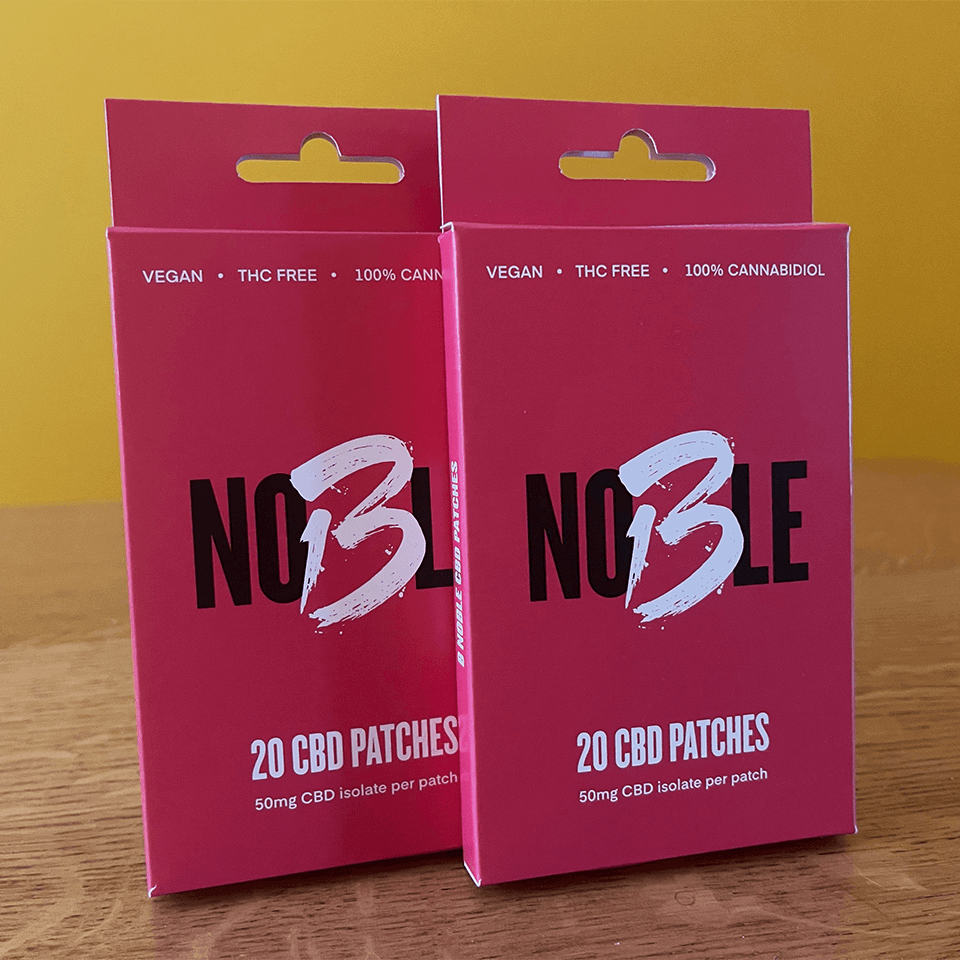 VEGAN • THC FREE • 100% CANN
NOBL
20 CBD PATCHES
50mg CBD isolate per patch
B NOBLE CBD PATCHES
VEGAN • THC FREE • 100% CANNABIDIOL
NOBLE
20 CBD PATCHES
50mg CBD isolate per patch